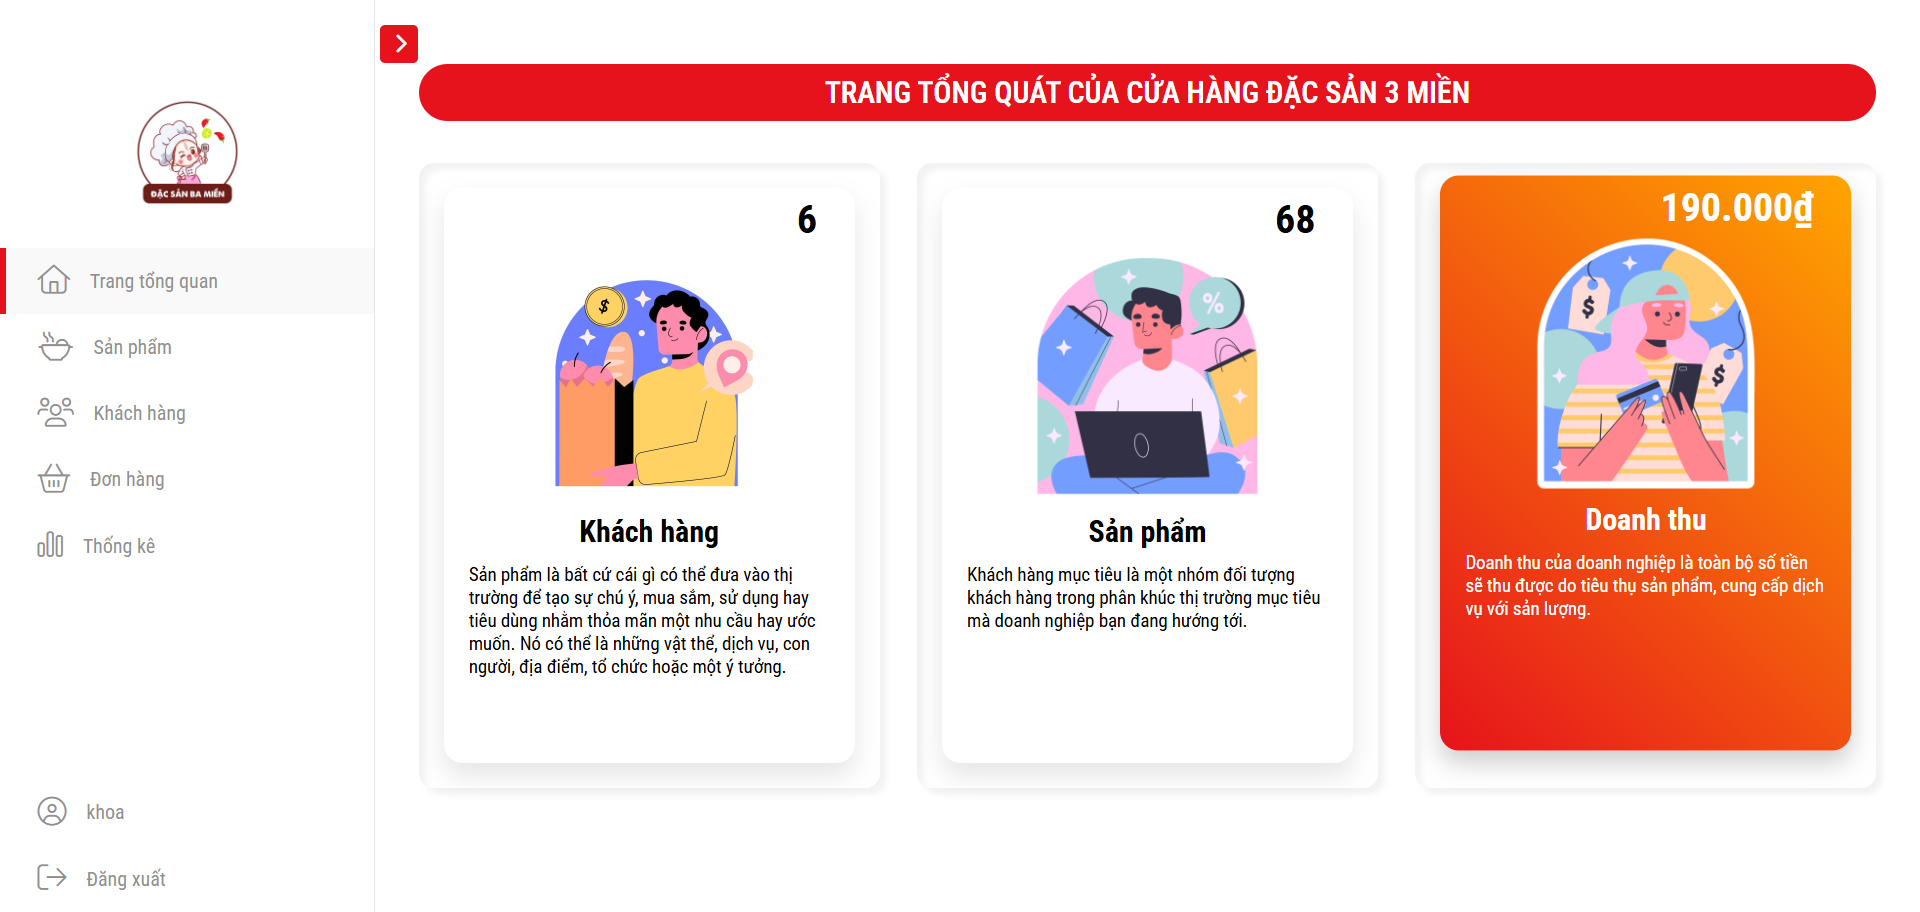 ĐẶC SẢN BA MIỀN
Trang tổng quan
Sản phẩm
Khách hàng
Đơn hàng
Thống kê
khoa
Đăng xuất
TRANG TỔNG QUÁT CỦA CỬA HÀNG ĐẶC SẢN 3 MIỀN
6
$
Khách hàng
Sản phẩm là bất cứ cái gì có thể đưa vào thị
trường để tạo sự chú ý, mua sắm, sử dụng hay
tiêu dùng nhằm thỏa mãn một nhu cầu hay ước
muốn. Nó có thể là những vật thể, dịch vụ, con
người, địa điểm, tổ chức hoặc một ý tưởng.
68
%
Sản phẩm
Khách hàng mục tiêu là một nhóm đối tượng
khách hàng trong phân khúc thị trường mục tiêu
mà doanh nghiệp bạn đang hướng tới.
190.000₫
$
$
Doanh thu
Doanh thu của doanh nghiệp là toàn bộ số tiền
sẽ thu được do tiêu thụ sản phẩm, cung cấp dịch
vụ với sản lượng.